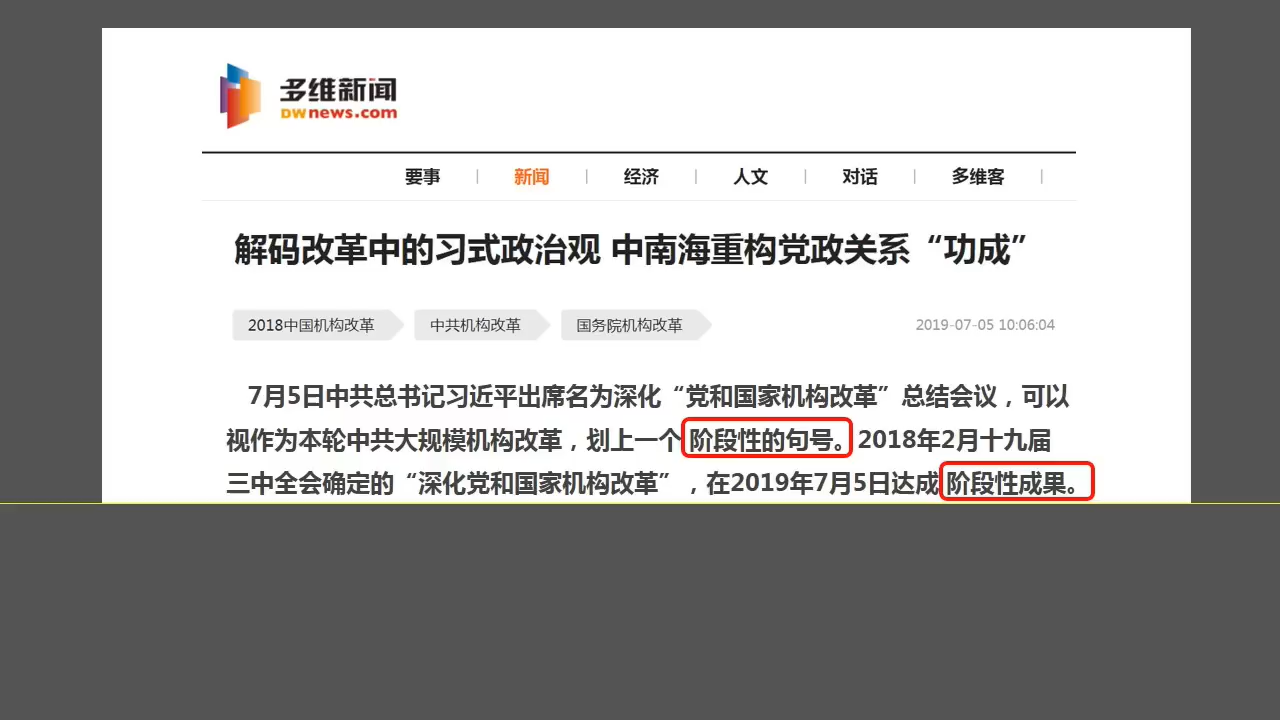 多维新闻
DWnews.com
要事 | 新闻 | 经济 | 人文 | 对话 | 多维客 |
解码改革中的习式政治观 中南海重构党政关系“功成”
2018中国机构改革 中共机构改革 国务院机构改革 2019-07-05 10:06:04
7月5日中共总书记习近平出席名为深化“党和国家机构改革”总结会议，可以
视作为本轮中共大规模机构改革，划上一个阶段性的句号。2018年2月十九届
三中全会确定的“深化党和国家机构改革”，在2019年7月5日达成阶段性成果。